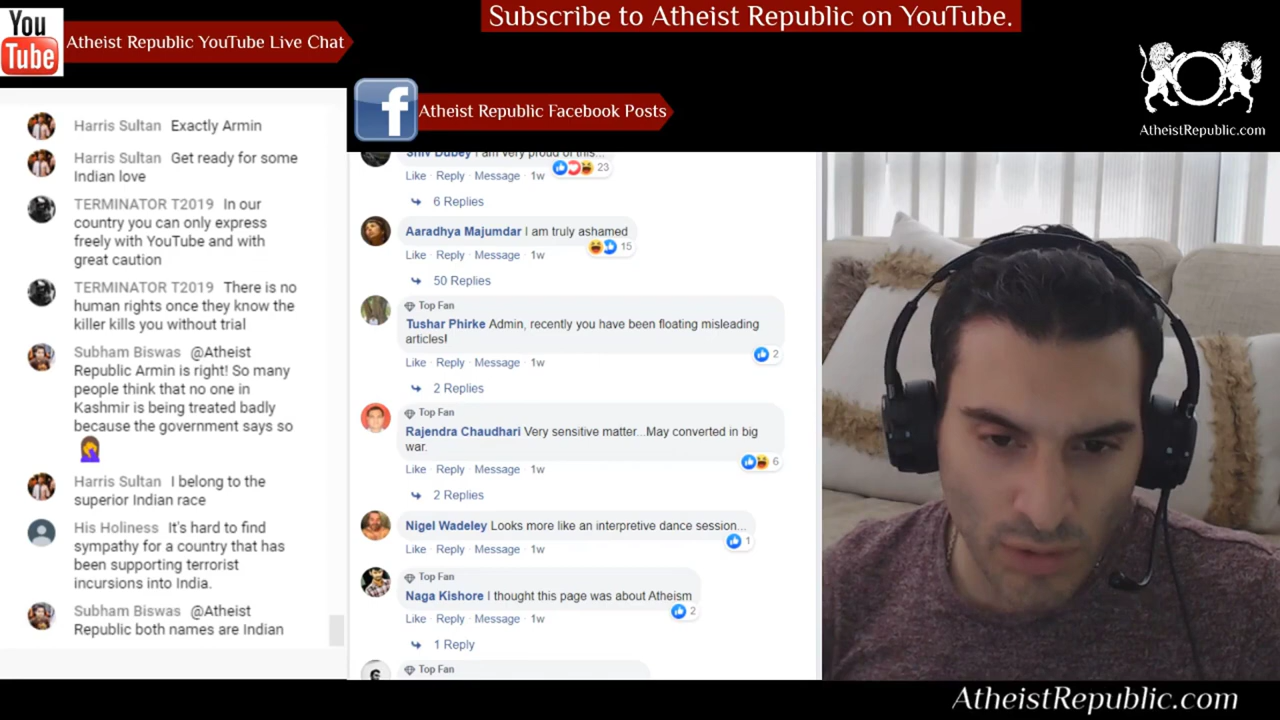 Subscribe to Atheist Republic on YouTube.
You
Tube
Atheist Republic YouTube Live Chat
AtheistRepublic.com
f
Atheist Republic Facebook Posts
Harris Sultan Exactly Armin
Harris Sultan Get ready for some
Indian love
TERMINATOR T2019 In our
country you can only express
freely with YouTube and with
great caution
TERMINATOR T2019 There is no
human rights once they know the
killer kills you without trial
Subham Biswas @Atheist
Republic Armin is right! So many
people think that no one in
Kashmir is being treated badly
because the government says so
Harris Sultan I belong to the
superior Indian race
His Holiness It's hard to find
sympathy for a country that has
been supporting terrorist
incursions into India.
Subham Biswas @Atheist
Republic both names are Indian
Shiv Dubey I am very proud of this...
23
Like · Reply · Message · 1w
6 Replies
Aaradhya Majumdar I am truly ashamed
15
Like · Reply · Message · 1w
50 Replies
Top Fan
Tushar Phirke Admin, recently you have been floating misleading
articles!
2
Like · Reply · Message · 1w
2 Replies
Top Fan
Rajendra Chaudhari Very sensitive matter...May converted in big
war.
6
Like · Reply · Message · 1w
2 Replies
Nigel Wadeley Looks more like an interpretive dance session...
1
Like · Reply · Message · 1w
Top Fan
Naga Kishore I thought this page was about Atheism
2
Like · Reply · Message · 1w
1 Reply
Top Fan
AtheistRepublic.com